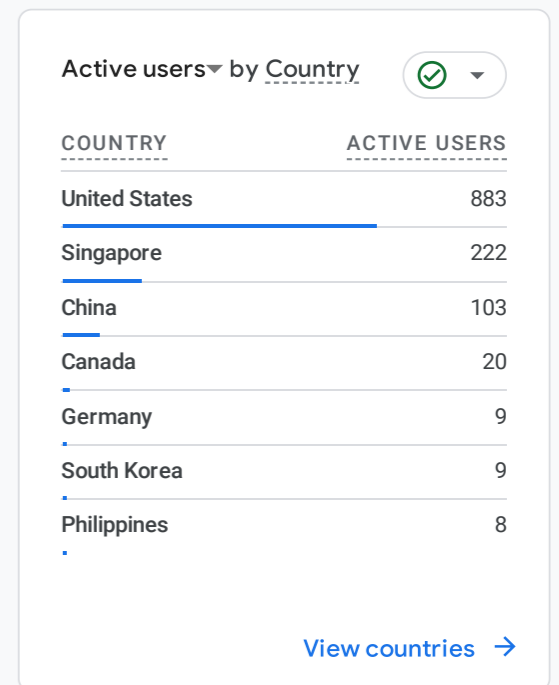 Active users by Country
COUNTRY ACTIVE USERS
United States 883
Singapore 222
China 103
Canada 20
Germany 9
South Korea 9
Philippines 8
View countries